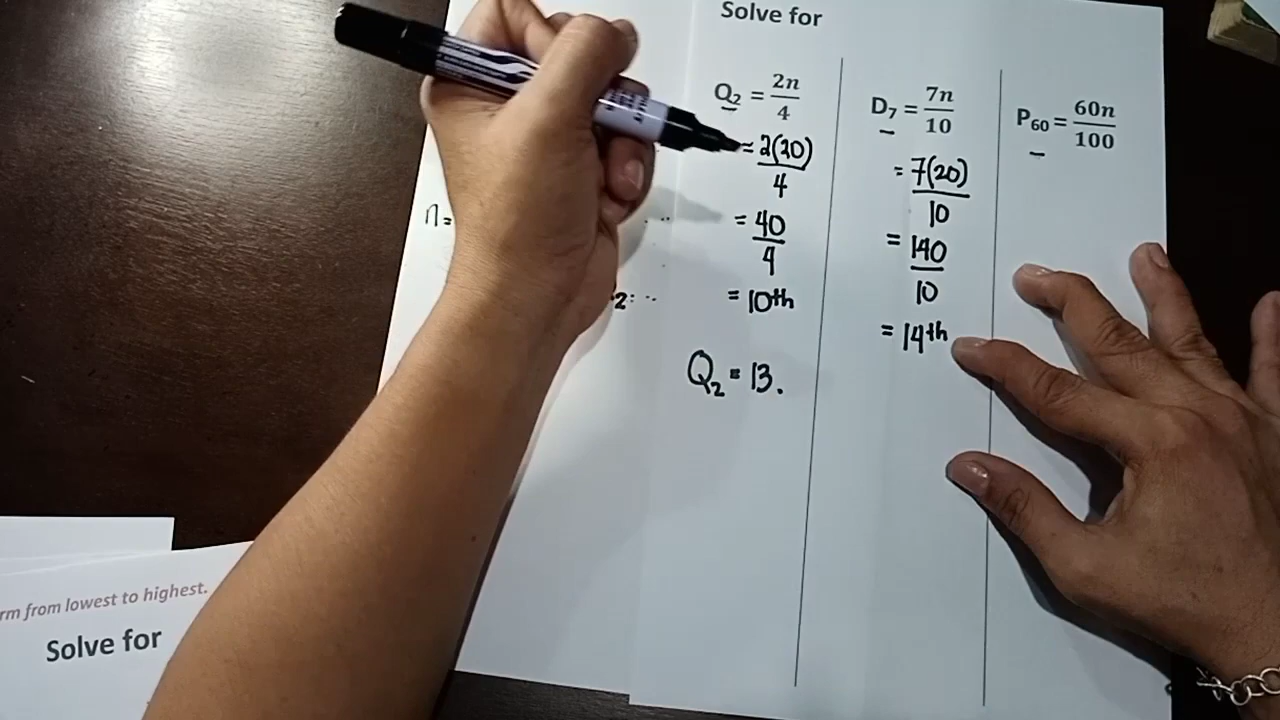 Solve for
Q2 = 2n/4
= 2(20)/4
= 40/4
= 10th
Q2 = 13.
D7 = 7n/10
= 7(20)/10
= 140/10
= 14th
P60 = 60n/100
n =
2:
rm from lowest to highest.
Solve for